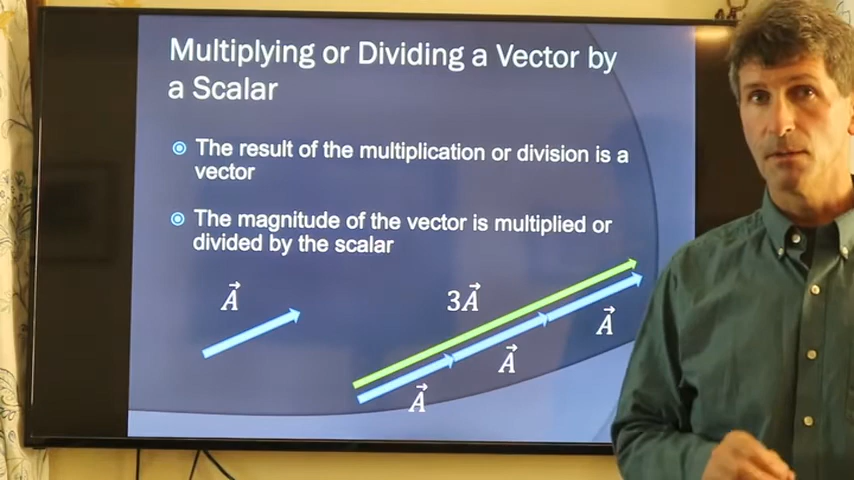 Multiplying or Dividing a Vector by
a Scalar
The result of the multiplication or division is a
vector
The magnitude of the vector is multiplied or
divided by the scalar
A⃗
3A⃗
A⃗
A⃗
A⃗